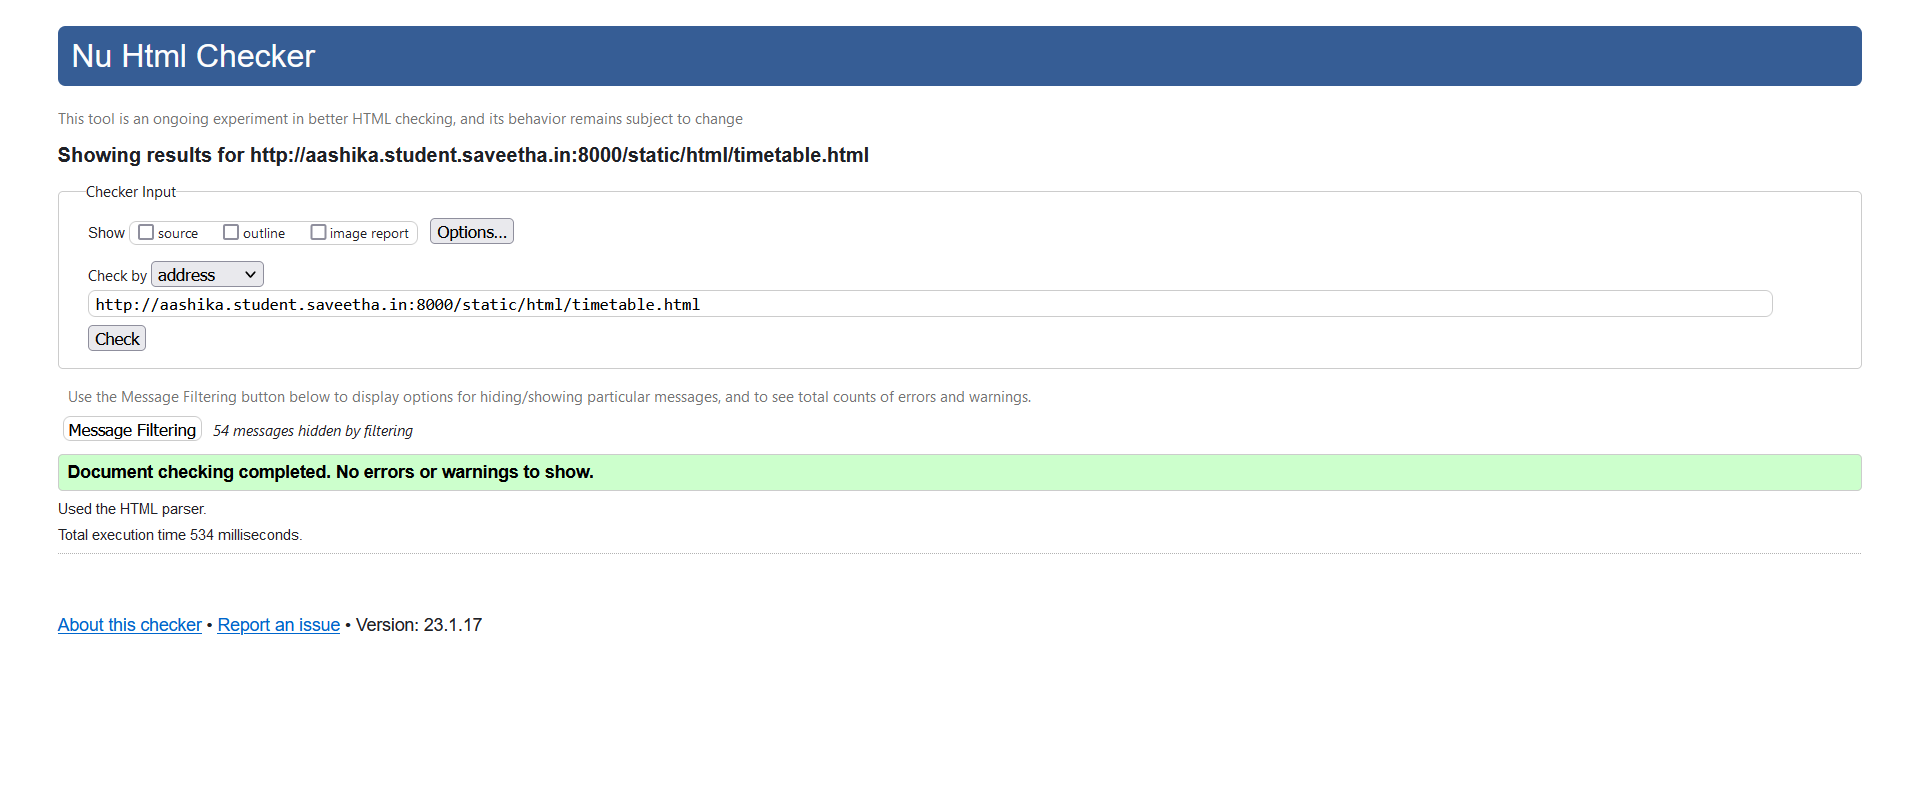 Nu Html Checker
This tool is an ongoing experiment in better HTML checking, and its behavior remains subject to change
Showing results for http://aashika.student.saveetha.in:8000/static/html/timetable.html
Checker Input
Show source outline image report Options...
Check by address
http://aashika.student.saveetha.in:8000/static/html/timetable.html
Check
Use the Message Filtering button below to display options for hiding/showing particular messages, and to see total counts of errors and warnings.
Message Filtering 54 messages hidden by filtering
Document checking completed. No errors or warnings to show.
Used the HTML parser.
Total execution time 534 milliseconds.
About this checker • Report an issue • Version: 23.1.17